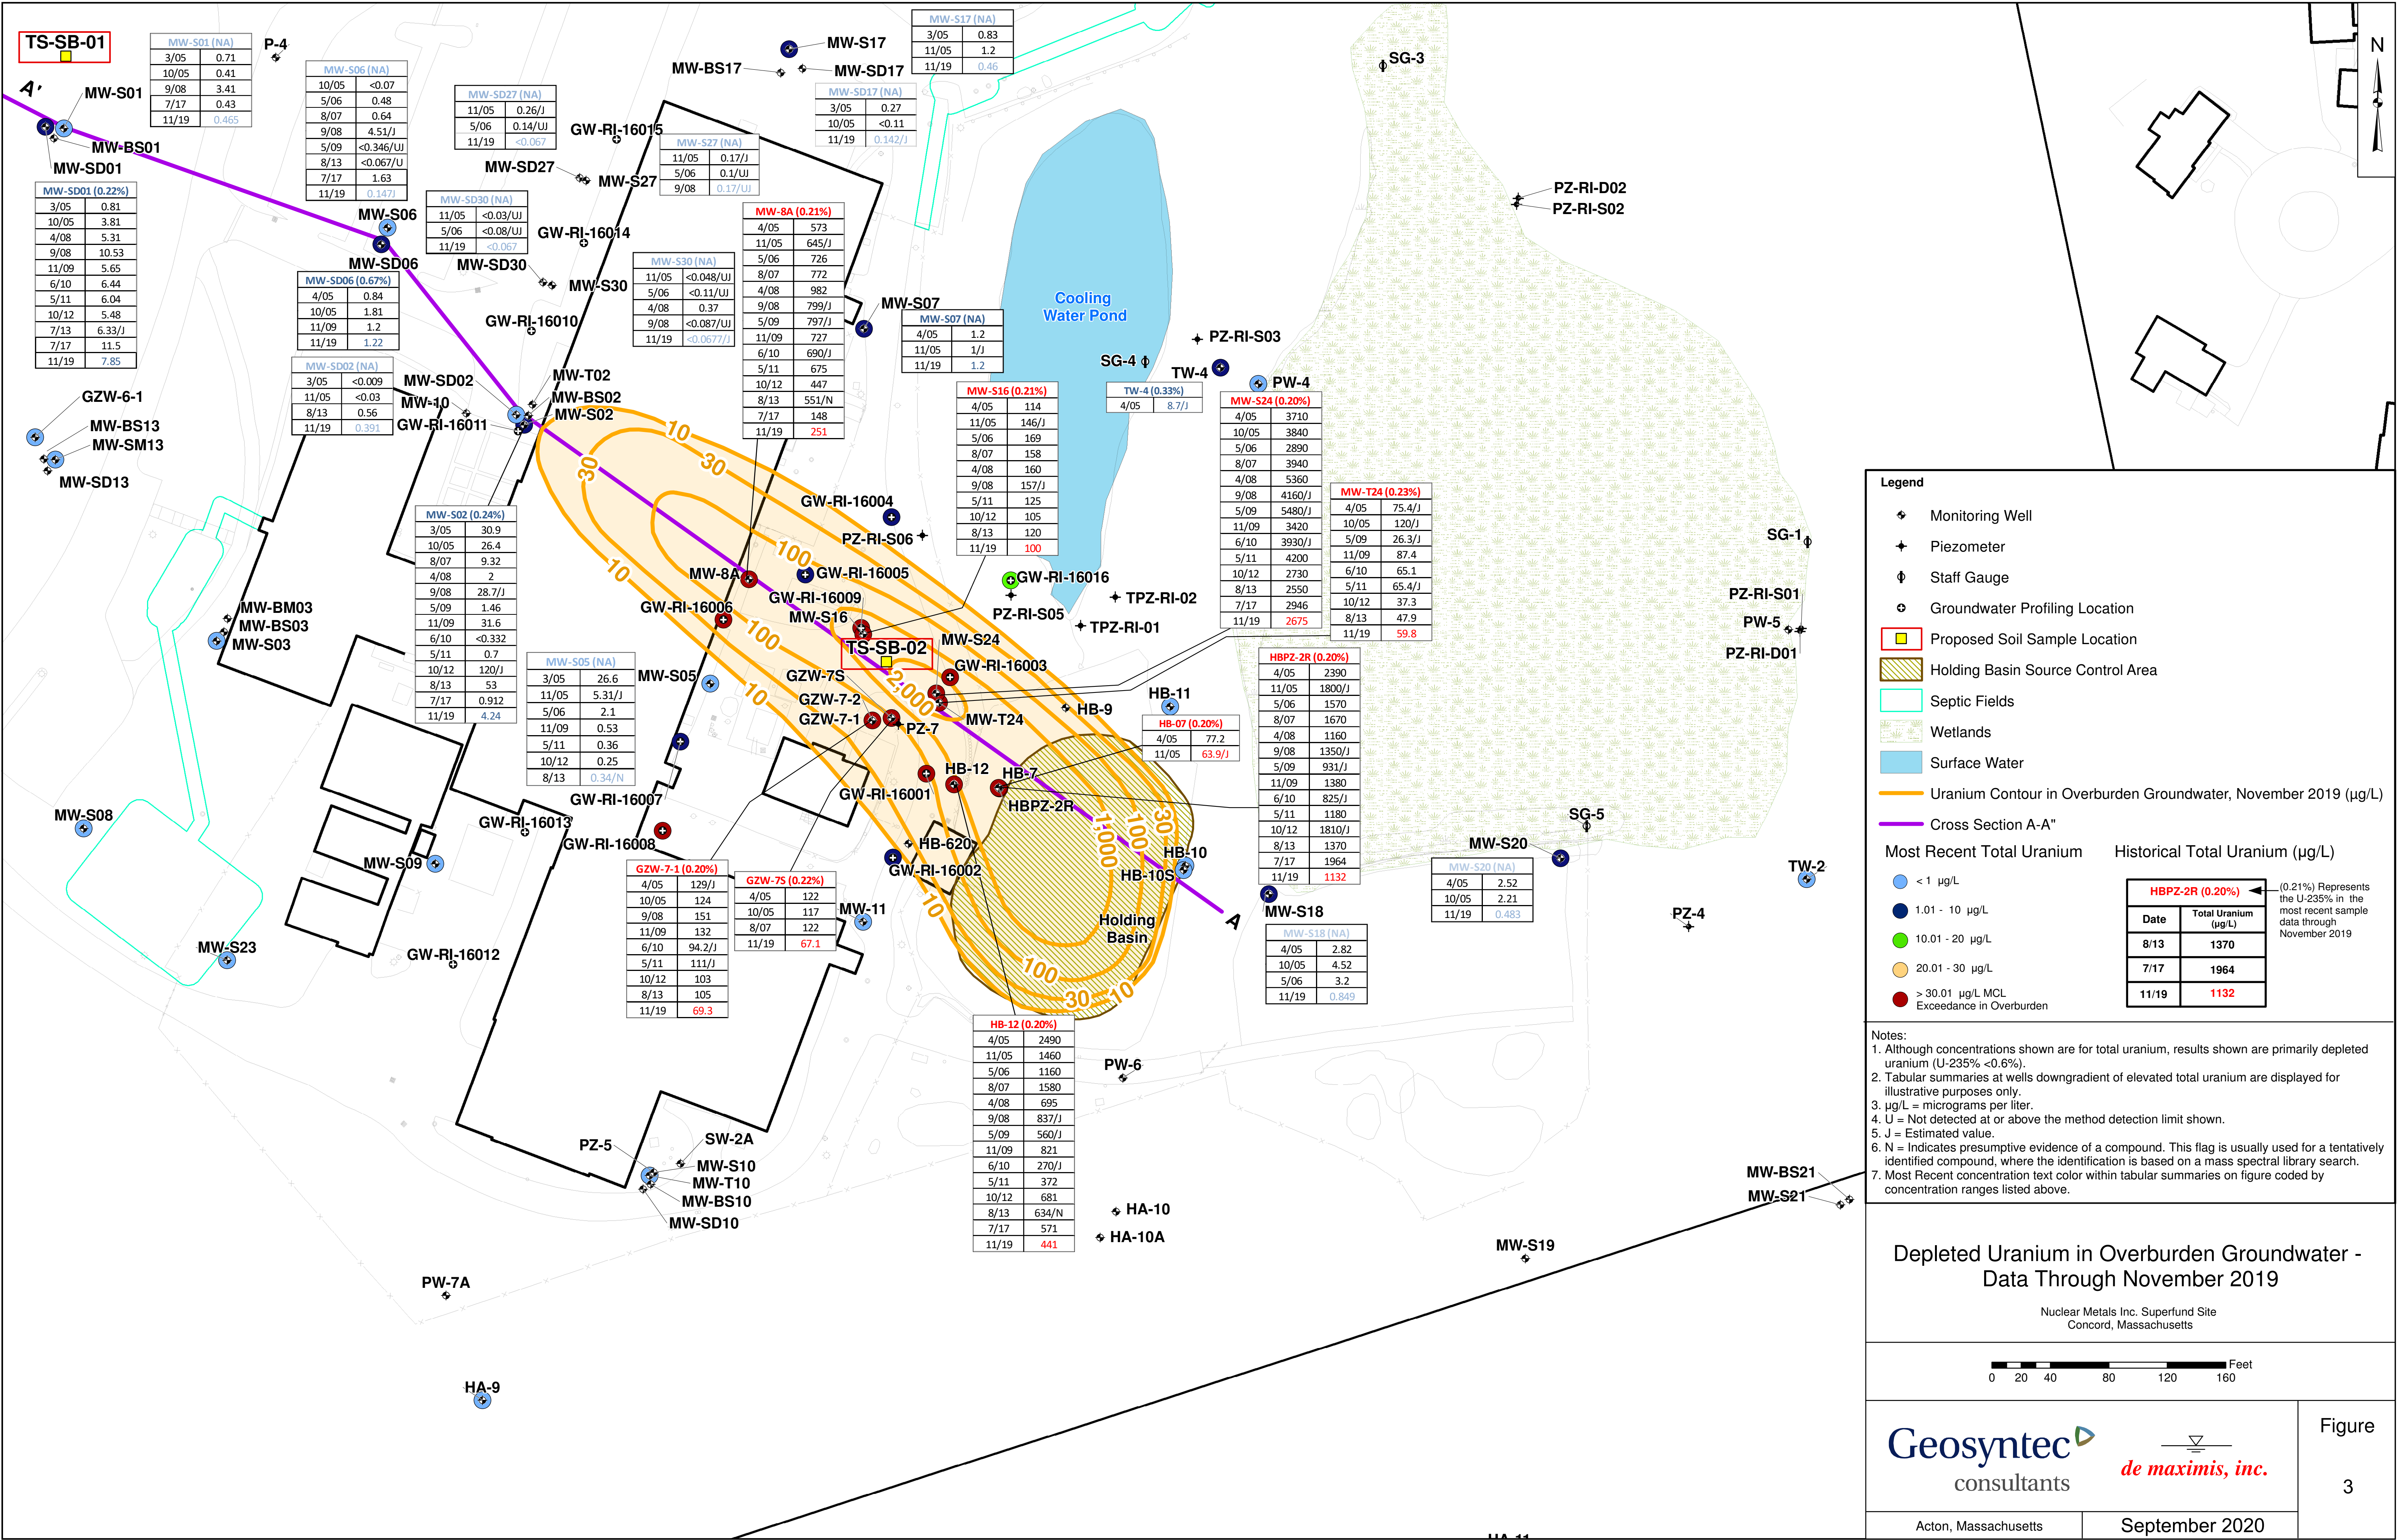 TS-SB-01
A'
MW-S01
MW-BS01
MW-SD01
P-4
MW-S01 (NA)
3/05 0.71
10/05 0.41
9/08 3.41
7/17 0.43
11/19 0.465
MW-S06 (NA)
10/05 <0.07
5/06 0.48
8/07 0.64
9/08 4.51/J
5/09 <0.346/UJ
8/13 <0.067/U
7/17 1.63
11/19 0.147J
MW-SD27 (NA)
11/05 0.26/J
5/06 0.14/UJ
11/19 <0.067
GW-RI-16015
MW-SD27
MW-S27
MW-S27 (NA)
11/05 0.17/J
5/06 0.1/UJ
9/08 0.17/UJ
MW-S17
MW-BS17
MW-SD17
MW-S17 (NA)
3/05 0.83
11/05 1.2
11/19 0.46
MW-SD17 (NA)
3/05 0.27
10/05 <0.11
11/19 0.142/J
MW-SD01 (0.22%)
3/05 0.81
10/05 3.81
4/08 5.31
9/08 10.53
11/09 5.65
6/10 6.44
5/11 6.04
10/12 5.48
7/13 6.33/J
7/17 11.5
11/19 7.85
MW-S06
MW-SD06
MW-SD06 (0.67%)
4/05 0.84
10/05 1.81
11/09 1.2
11/19 1.22
MW-SD30 (NA)
11/05 <0.03/UJ
5/06 <0.08/UJ
11/19 <0.067
GW-RI-16014
MW-SD30
MW-S30
GW-RI-16010
MW-S30 (NA)
11/05 <0.048/UJ
5/06 <0.11/UJ
4/08 0.37
9/08 <0.087/UJ
11/19 <0.0677/J
MW-8A (0.21%)
4/05 573
11/05 645/J
5/06 726
8/07 772
4/08 982
9/08 799/J
5/09 797/J
11/09 727
6/10 690/J
5/11 675
10/12 447
8/13 551/N
7/17 148
11/19 251
MW-S07
MW-S07 (NA)
4/05 1.2
11/05 1/J
11/19 1.2
MW-SD02 (NA)
3/05 <0.009
11/05 <0.03
8/13 0.56
11/19 0.391
MW-SD02
MW-10
GW-RI-16011
MW-T02
MW-BS02
MW-S02
GZW-6-1
MW-BS13
MW-SM13
MW-SD13
MW-S02 (0.24%)
3/05 30.9
10/05 26.4
8/07 9.32
4/08 2
9/08 28.7/J
5/09 1.46
11/09 31.6
6/10 <0.332
5/11 0.7
10/12 120/J
8/13 53
7/17 0.912
11/19 4.24
Cooling
Water Pond
SG-3
PZ-RI-D02
PZ-RI-S02
PZ-RI-S03
SG-4
TW-4
PW-4
TW-4 (0.33%)
4/05 8.7/J
MW-S16 (0.21%)
4/05 114
11/05 146/J
5/06 169
8/07 158
4/08 160
9/08 157/J
5/11 125
10/12 105
8/13 120
11/19 100
MW-S24 (0.20%)
4/05 3710
10/05 3840
5/06 2890
8/07 3940
4/08 5360
9/08 4160/J
5/09 5480/J
11/09 3420
6/10 3930/J
5/11 4200
10/12 2730
8/13 2550
7/17 2946
11/19 2675
MW-T24 (0.23%)
4/05 75.4/J
10/05 120/J
5/09 26.3/J
11/09 87.4
6/10 65.1
5/11 65.4/J
10/12 37.3
8/13 47.9
11/19 59.8
10
30
30
100
10
100
10
2,000
1,000
100
30
100
30
10
10
GW-RI-16004
PZ-RI-S06
MW-8A
GW-RI-16005
GW-RI-16006
GW-RI-16009
MW-S16
GW-RI-16016
PZ-RI-S05
TPZ-RI-02
TPZ-RI-01
TS-SB-02
MW-S24
GW-RI-16003
GZW-7S
GZW-7-2
GZW-7-1
PZ-7
MW-T24
HB-9
HB-11
HB-07 (0.20%)
4/05 77.2
11/05 63.9/J
HBPZ-2R (0.20%)
4/05 2390
11/05 1800/J
5/06 1570
8/07 1670
4/08 1160
9/08 1350/J
5/09 931/J
11/09 1380
6/10 825/J
5/11 1180
10/12 1810/J
8/13 1370
7/17 1964
11/19 1132
SG-1
PZ-RI-S01
PW-5
PZ-RI-D01
MW-BM03
MW-BS03
MW-S03
MW-S05 (NA)
3/05 26.6
11/05 5.31/J
5/06 2.1
11/09 0.53
5/11 0.36
10/12 0.25
8/13 0.34/N
MW-S05
GW-RI-16007
GW-RI-16013
GW-RI-16008
GW-RI-16001
HB-12
HB-7
HBPZ-2R
HB-620
GW-RI-16002
HB-10
HB-10S
Holding
Basin
A
MW-S18
MW-S18 (NA)
4/05 2.82
10/05 4.52
5/06 3.2
11/19 0.849
MW-S20
SG-5
MW-S20 (NA)
4/05 2.52
10/05 2.21
11/19 0.483
TW-2
PZ-4
MW-S08
MW-S09
MW-S23
GW-RI-16012
MW-11
GZW-7-1 (0.20%)
4/05 129/J
10/05 124
9/08 151
11/09 132
6/10 94.2/J
5/11 111/J
10/12 103
8/13 105
11/19 69.3
GZW-7S (0.22%)
4/05 122
10/05 117
8/07 122
11/19 67.1
HB-12 (0.20%)
4/05 2490
11/05 1460
5/06 1160
8/07 1580
4/08 695
9/08 837/J
5/09 560/J
11/09 821
6/10 270/J
5/11 372
10/12 681
8/13 634/N
7/17 571
11/19 441
PW-6
PZ-5
SW-2A
MW-S10
MW-T10
MW-BS10
MW-SD10
HA-10
HA-10A
PW-7A
HA-9
MW-S19
MW-BS21
MW-S21
HA-11
N
Legend
Monitoring Well
Piezometer
Staff Gauge
Groundwater Profiling Location
Proposed Soil Sample Location
Holding Basin Source Control Area
Septic Fields
Wetlands
Surface Water
Uranium Contour in Overburden Groundwater, November 2019 (µg/L)
Cross Section A-A"
Most Recent Total Uranium
< 1 µg/L
1.01 - 10 µg/L
10.01 - 20 µg/L
20.01 - 30 µg/L
> 30.01 µg/L MCL
Exceedance in Overburden
Historical Total Uranium (µg/L)
HBPZ-2R (0.20%)
Date Total Uranium (µg/L)
8/13 1370
7/17 1964
11/19 1132
(0.21%) Represents
the U-235% in the
most recent sample
data through
November 2019
Notes:
1. Although concentrations shown are for total uranium, results shown are primarily depleted
uranium (U-235% <0.6%).
2. Tabular summaries at wells downgradient of elevated total uranium are displayed for
illustrative purposes only.
3. µg/L = micrograms per liter.
4. U = Not detected at or above the method detection limit shown.
5. J = Estimated value.
6. N = Indicates presumptive evidence of a compound. This flag is usually used for a tentatively
identified compound, where the identification is based on a mass spectral library search.
7. Most Recent concentration text color within tabular summaries on figure coded by
concentration ranges listed above.
Depleted Uranium in Overburden Groundwater -
Data Through November 2019
Nuclear Metals Inc. Superfund Site
Concord, Massachusetts
Feet
0 20 40 80 120 160
Geosyntec
consultants
de maximis, inc.
Figure
3
Acton, Massachusetts
September 2020